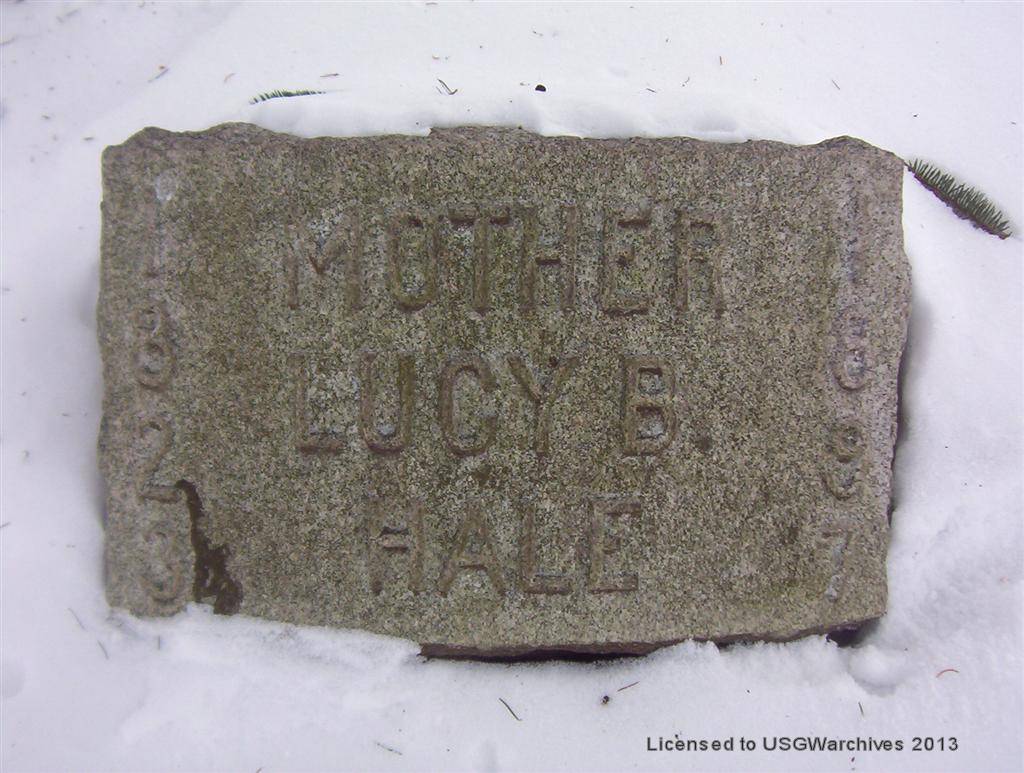 MOTHER
LUCY B.
HALE
1823
1897
Licensed to USGWarchives 2013